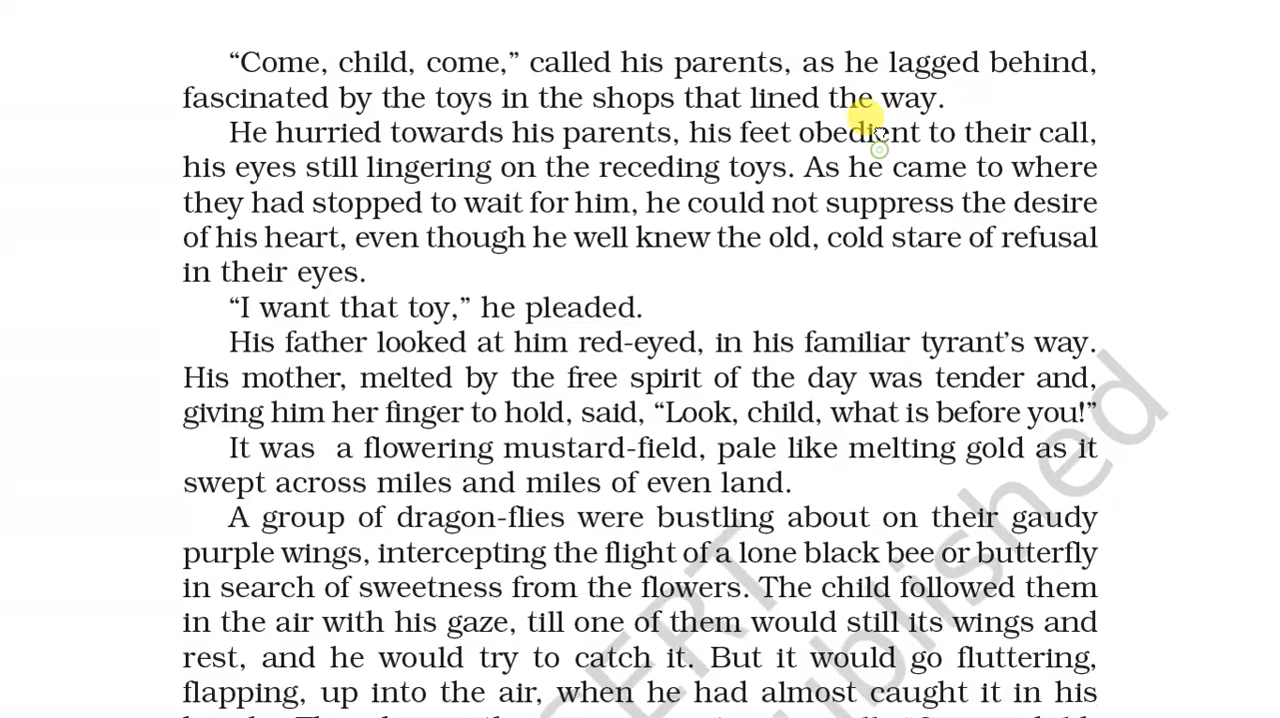 “Come, child, come,” called his parents, as he lagged behind,
fascinated by the toys in the shops that lined the way.
He hurried towards his parents, his feet obedient to their call,
his eyes still lingering on the receding toys. As he came to where
they had stopped to wait for him, he could not suppress the desire
of his heart, even though he well knew the old, cold stare of refusal
in their eyes.
“I want that toy,” he pleaded.
His father looked at him red-eyed, in his familiar tyrant’s way.
His mother, melted by the free spirit of the day was tender and,
giving him her finger to hold, said, “Look, child, what is before you!”
It was a flowering mustard-field, pale like melting gold as it
swept across miles and miles of even land.
A group of dragon-flies were bustling about on their gaudy
purple wings, intercepting the flight of a lone black bee or butterfly
in search of sweetness from the flowers. The child followed them
in the air with his gaze, till one of them would still its wings and
rest, and he would try to catch it. But it would go fluttering,
flapping, up into the air, when he had almost caught it in his